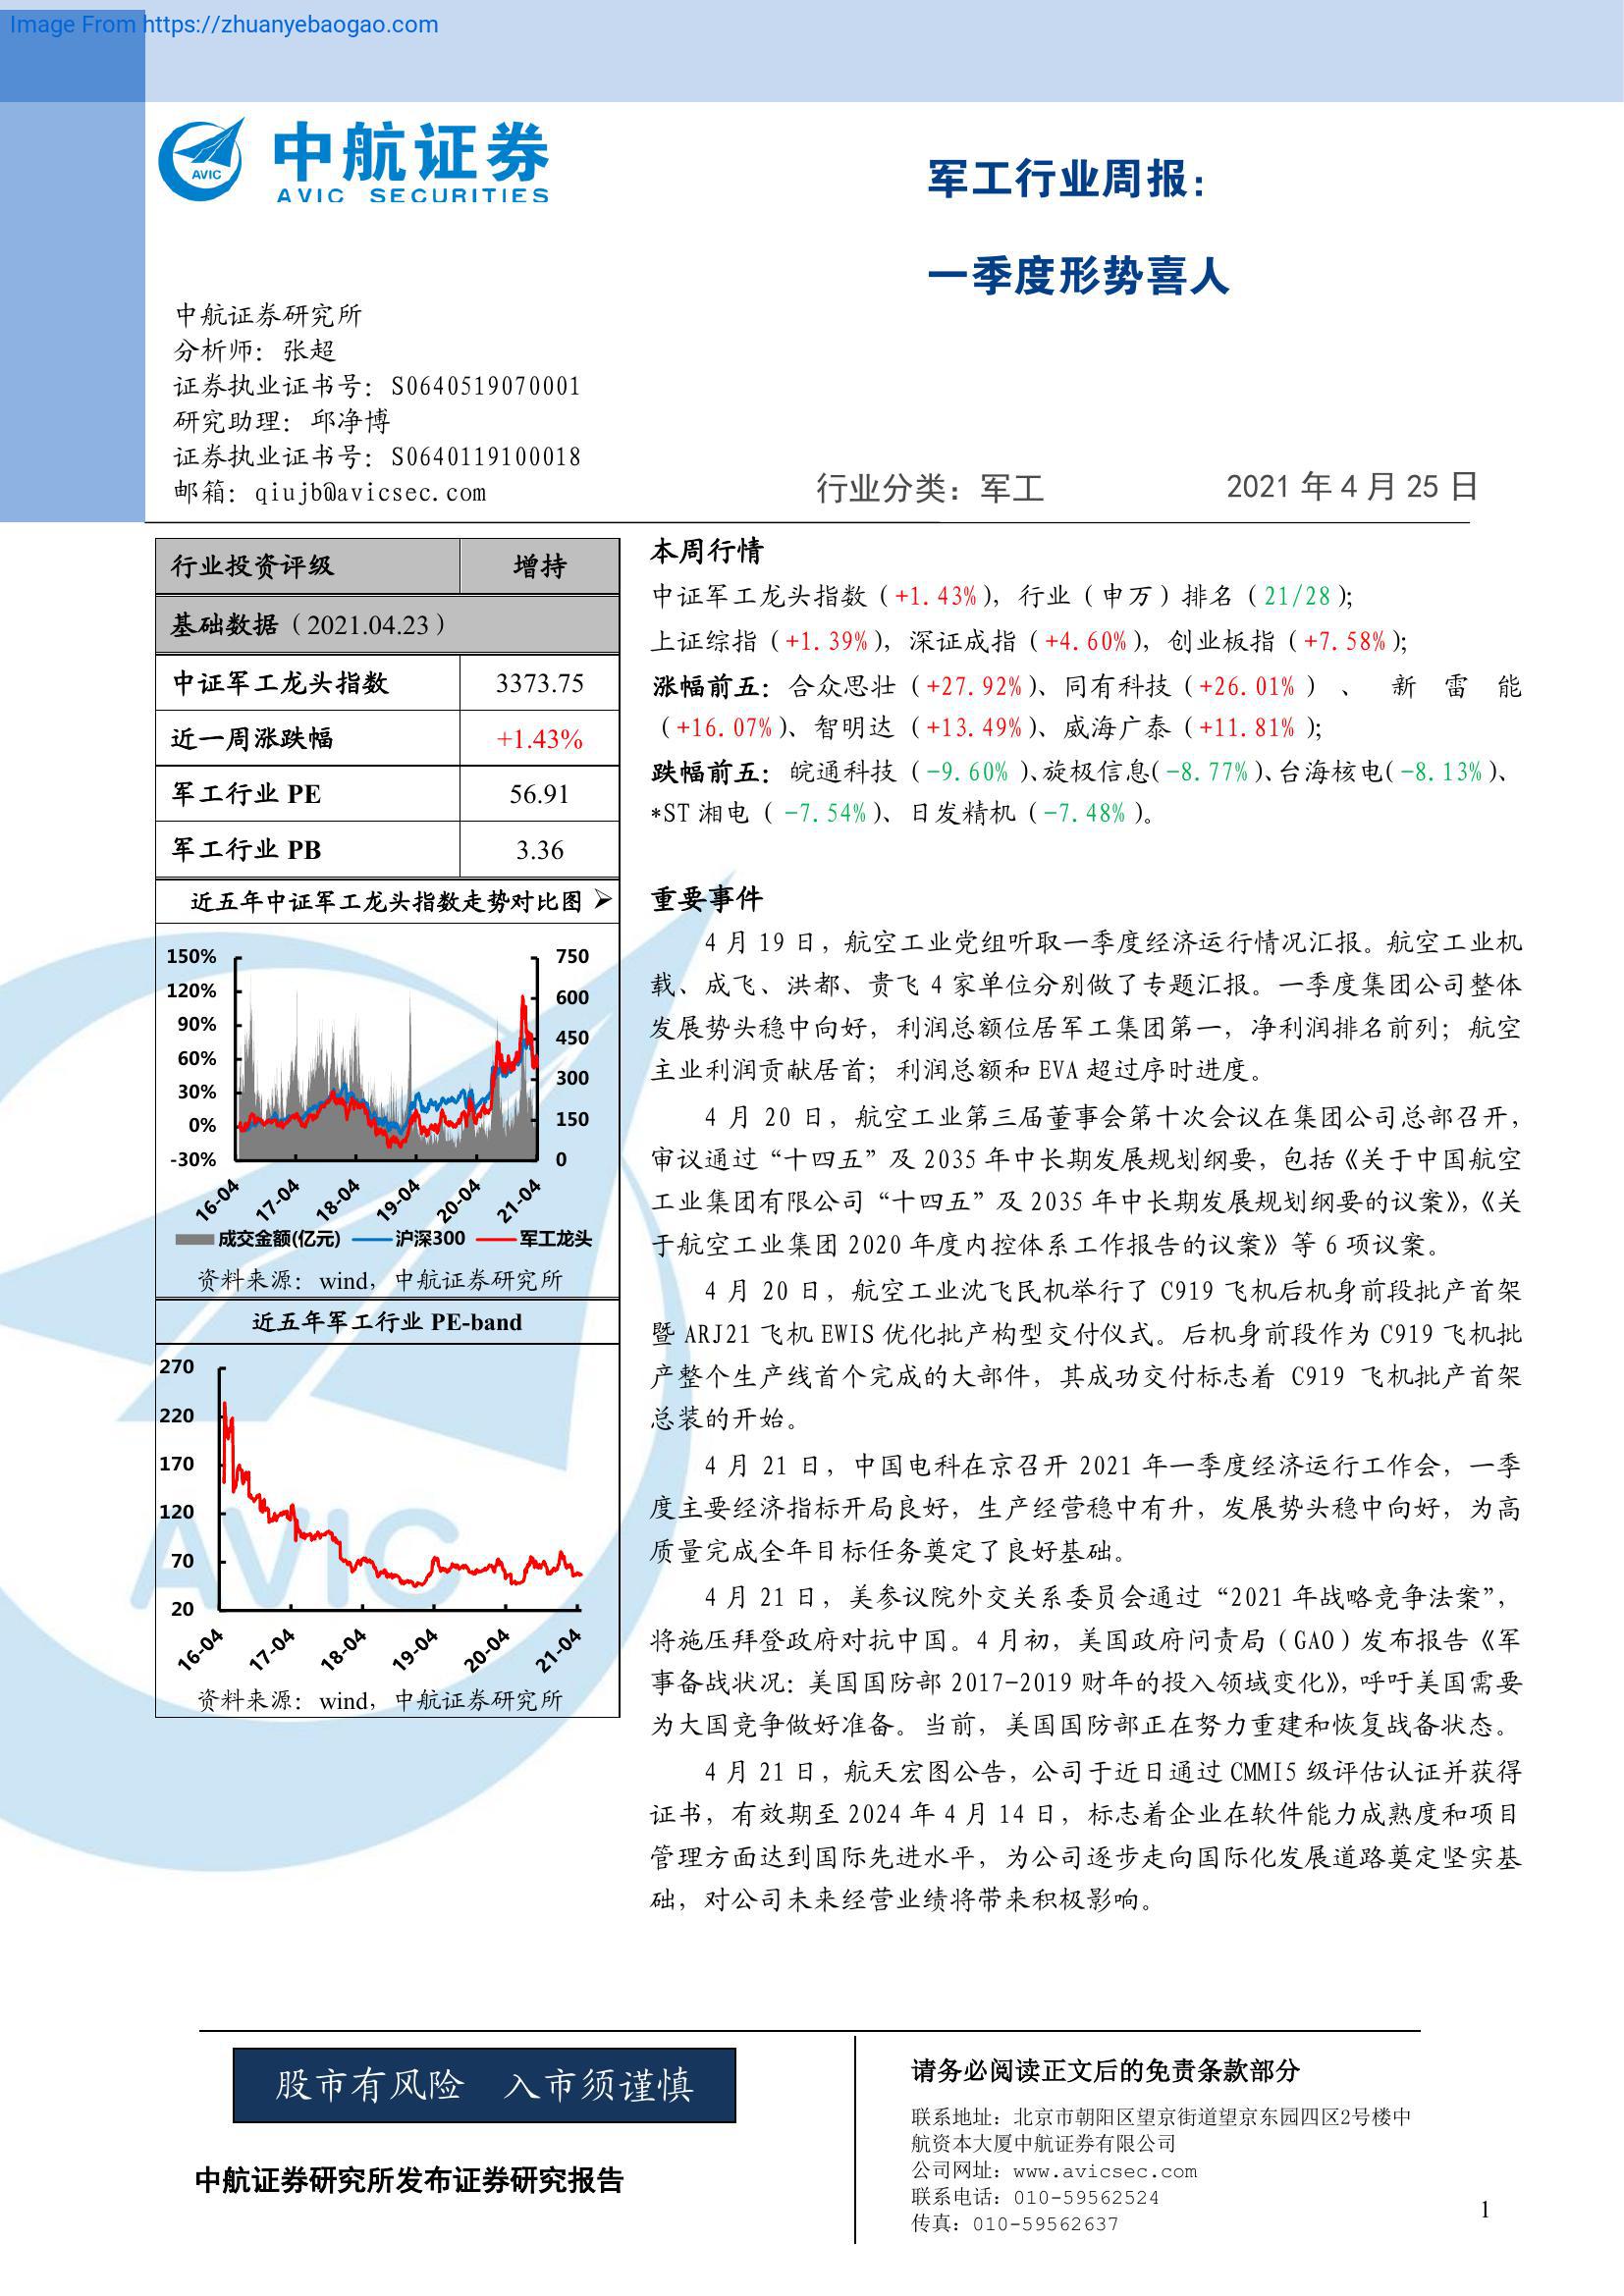 Image From https://zhuanyebaogao.com
AVIC
中航证券
AVIC SECURITIES
军工行业周报：
一季度形势喜人
中航证券研究所
分析师：张超
证券执业证书号：S0640519070001
研究助理：邱净博
证券执业证书号：S0640119100018
邮箱：qiujb@avicsec.com
行业分类：军工
2021 年 4 月 25 日
行业投资评级 增持
基础数据（2021.04.23）
中证军工龙头指数 3373.75
近一周涨跌幅 +1.43%
军工行业 PE 56.91
军工行业 PB 3.36
近五年中证军工龙头指数走势对比图 ➢
150% 750
120% 600
90% 450
60% 300
30% 150
0% 0
-30%
16-04 17-04 18-04 19-04 20-04 21-04
成交金额(亿元) 沪深300 军工龙头
资料来源：wind，中航证券研究所
近五年军工行业 PE-band
270
220
170
120
70
20
16-04 17-04 18-04 19-04 20-04 21-04
资料来源：wind，中航证券研究所
AVIC
本周行情
中证军工龙头指数（+1.43%），行业（申万）排名（21/28）；
上证综指（+1.39%），深证成指（+4.60%），创业板指（+7.58%）；
涨幅前五：合众思壮（+27.92%）、同有科技（+26.01%）、新雷能
（+16.07%）、智明达（+13.49%）、威海广泰（+11.81%）；
跌幅前五：皖通科技（-9.60%）、旋极信息(-8.77%)、台海核电(-8.13%)、
*ST 湘电（-7.54%）、日发精机（-7.48%）。
重要事件
4 月 19 日，航空工业党组听取一季度经济运行情况汇报。航空工业机
载、成飞、洪都、贵飞 4 家单位分别做了专题汇报。一季度集团公司整体
发展势头稳中向好，利润总额位居军工集团第一，净利润排名前列；航空
主业利润贡献居首；利润总额和 EVA 超过序时进度。
4 月 20 日，航空工业第三届董事会第十次会议在集团公司总部召开，
审议通过“十四五”及 2035 年中长期发展规划纲要，包括《关于中国航空
工业集团有限公司“十四五”及 2035 年中长期发展规划纲要的议案》，《关
于航空工业集团 2020 年度内控体系工作报告的议案》等 6 项议案。
4 月 20 日，航空工业沈飞民机举行了 C919 飞机后机身前段批产首架
暨 ARJ21 飞机 EWIS 优化批产构型交付仪式。后机身前段作为 C919 飞机批
产整个生产线首个完成的大部件，其成功交付标志着 C919 飞机批产首架
总装的开始。
4 月 21 日，中国电科在京召开 2021 年一季度经济运行工作会，一季
度主要经济指标开局良好，生产经营稳中有升，发展势头稳中向好，为高
质量完成全年目标任务奠定了良好基础。
4 月 21 日，美参议院外交关系委员会通过“2021 年战略竞争法案”，
将施压拜登政府对抗中国。4 月初，美国政府问责局（GAO）发布报告《军
事备战状况：美国国防部 2017-2019 财年的投入领域变化》，呼吁美国需要
为大国竞争做好准备。当前，美国国防部正在努力重建和恢复战备状态。
4 月 21 日，航天宏图公告，公司于近日通过 CMMI5 级评估认证并获得
证书，有效期至 2024 年 4 月 14 日，标志着企业在软件能力成熟度和项目
管理方面达到国际先进水平，为公司逐步走向国际化发展道路奠定坚实基
础，对公司未来经营业绩将带来积极影响。
股市有风险 入市须谨慎
中航证券研究所发布证券研究报告
请务必阅读正文后的免责条款部分
联系地址：北京市朝阳区望京街道望京东园四区2号楼中
航资本大厦中航证券有限公司
公司网址：www.avicsec.com
联系电话：010-59562524
传真：010-59562637
1